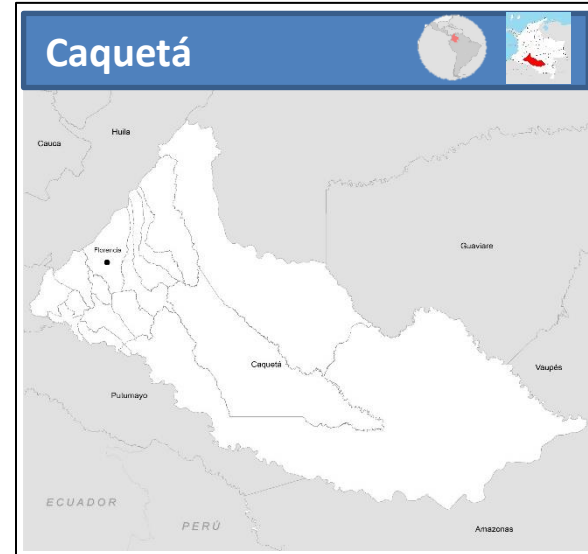 Caquetá
Huila
Cauca
Guaviare
Florencia
Caquetá
Vaupés
Putumayo
ECUADOR
PERÚ
Amazonas